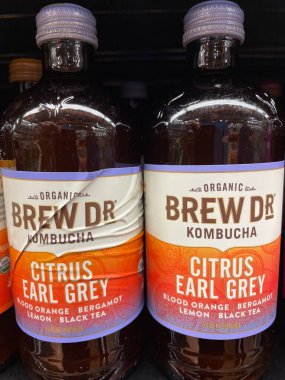 ORGANIC
BREW DR
KOMBUCHA
CITRUS
EARL GREY
BLOOD ORANGE BERGAMOT
LEMON BLACK TEA
ORGANIC
BREW DR
KOMBUCHA
CITRUS
EARL GREY
BLOOD ORANGE BERGAMOT
LEMON BLACK TEA